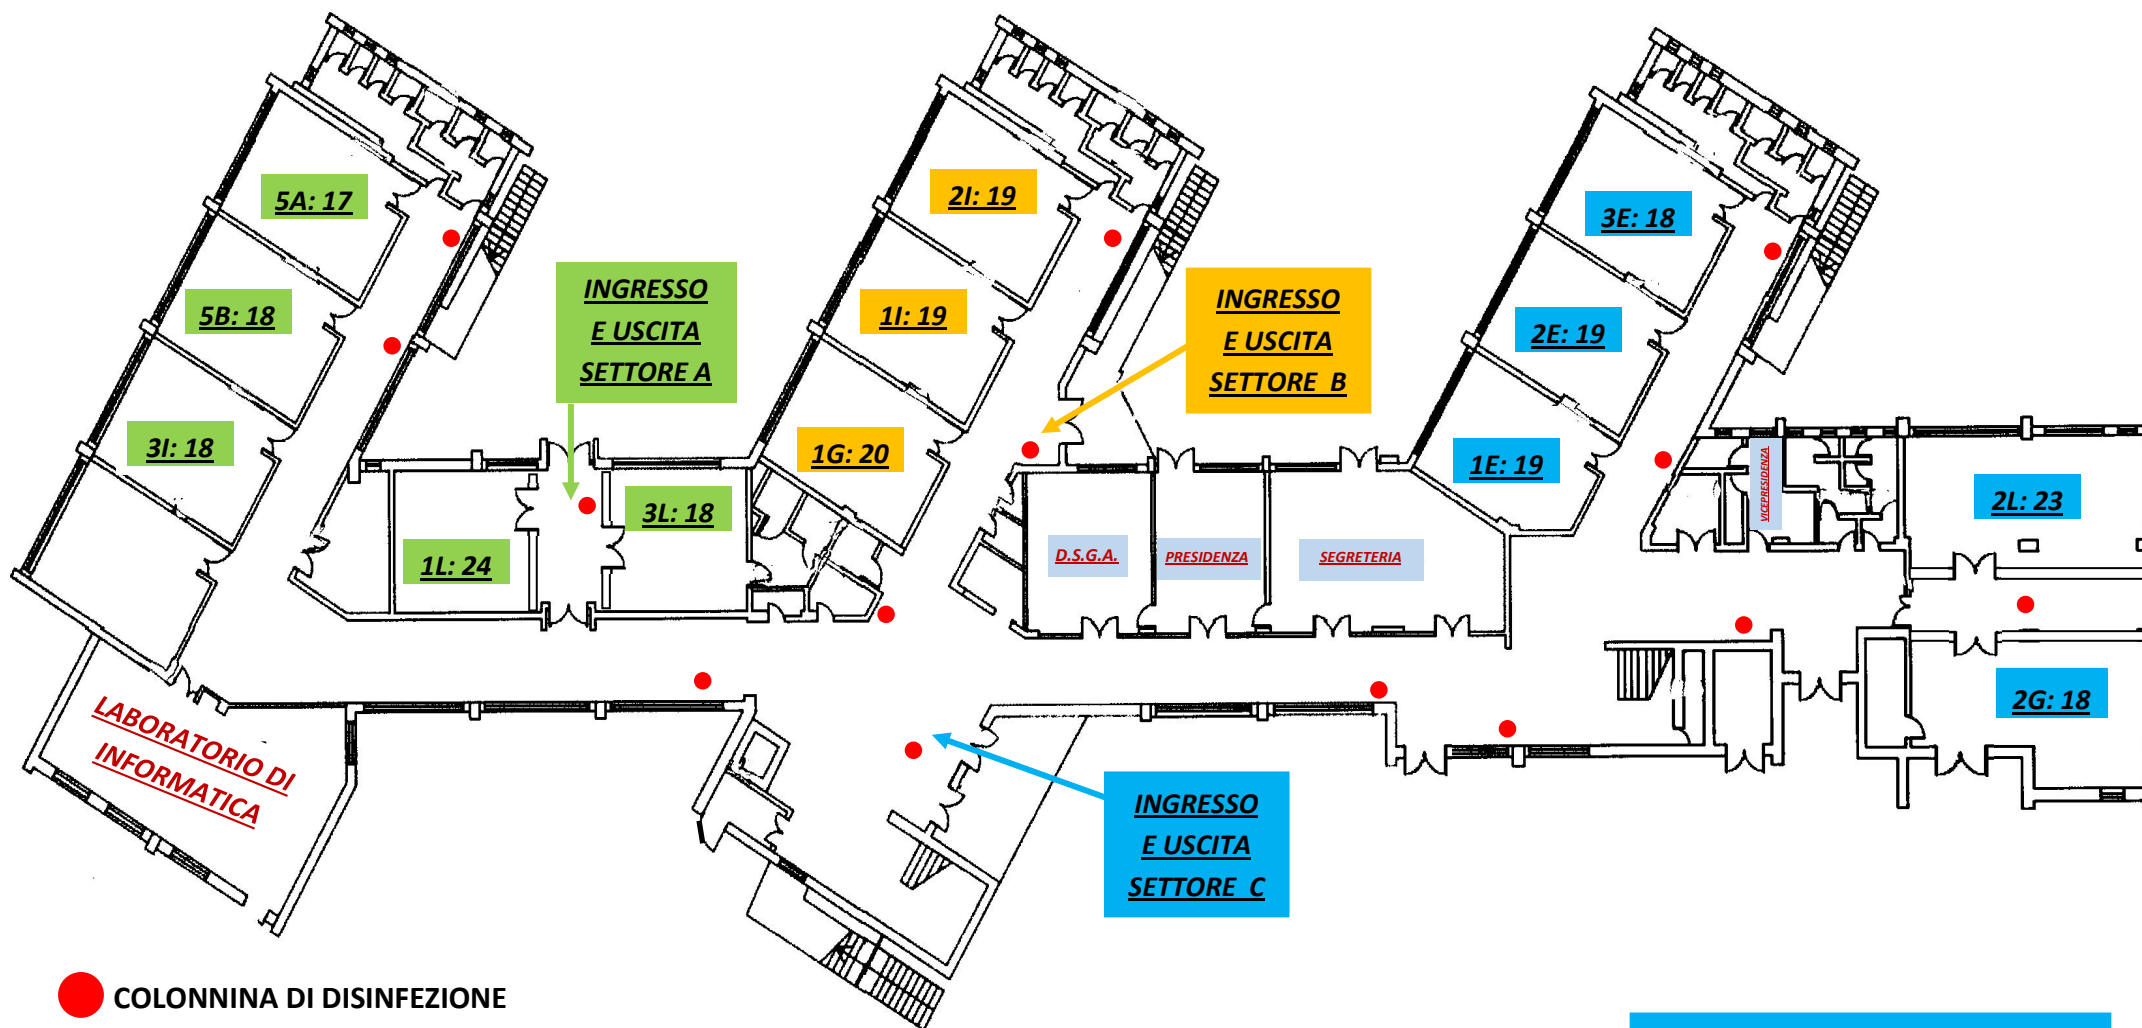 5A: 17
2I: 19
3E: 18
INGRESSO
E USCITA
SETTORE A
INGRESSO
E USCITA
SETTORE B
5B: 18
1I: 19
2E: 19
3I: 18
1G: 20
1E: 19
VICEPRESIDENZA
2L: 23
3L: 18
1L: 24
D.S.G.A.
PRESIDENZA
SEGRETERIA
2G: 18
LABORATORIO DI
INFORMATICA
INGRESSO
E USCITA
SETTORE C
COLONNINA DI DISINFEZIONE